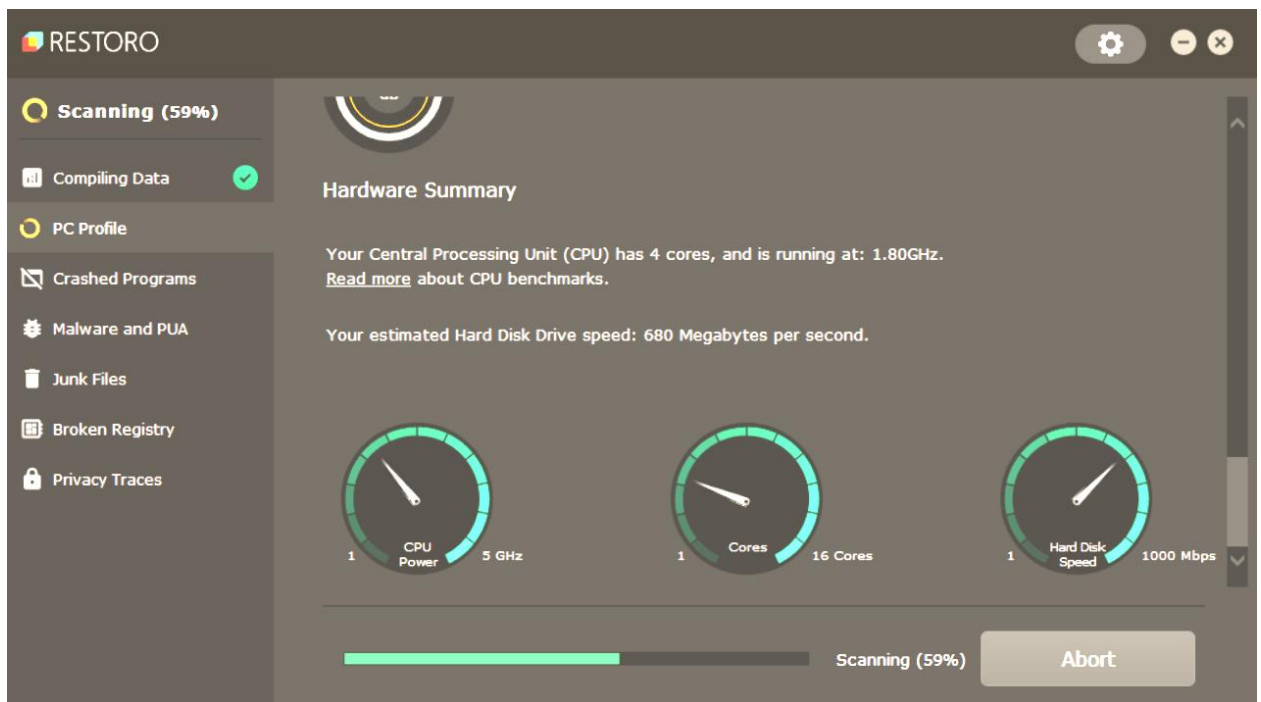 RESTORO
Scanning (59%)
Compiling Data
PC Profile
Crashed Programs
Malware and PUA
Junk Files
Broken Registry
Privacy Traces
Hardware Summary
Your Central Processing Unit (CPU) has 4 cores, and is running at: 1.80GHz.
Read more about CPU benchmarks.
Your estimated Hard Disk Drive speed: 680 Megabytes per second.
CPU
Power
1
5 GHz
Cores
1
16 Cores
Hard Disk
Speed
1
1000 Mbps
Scanning (59%)
Abort